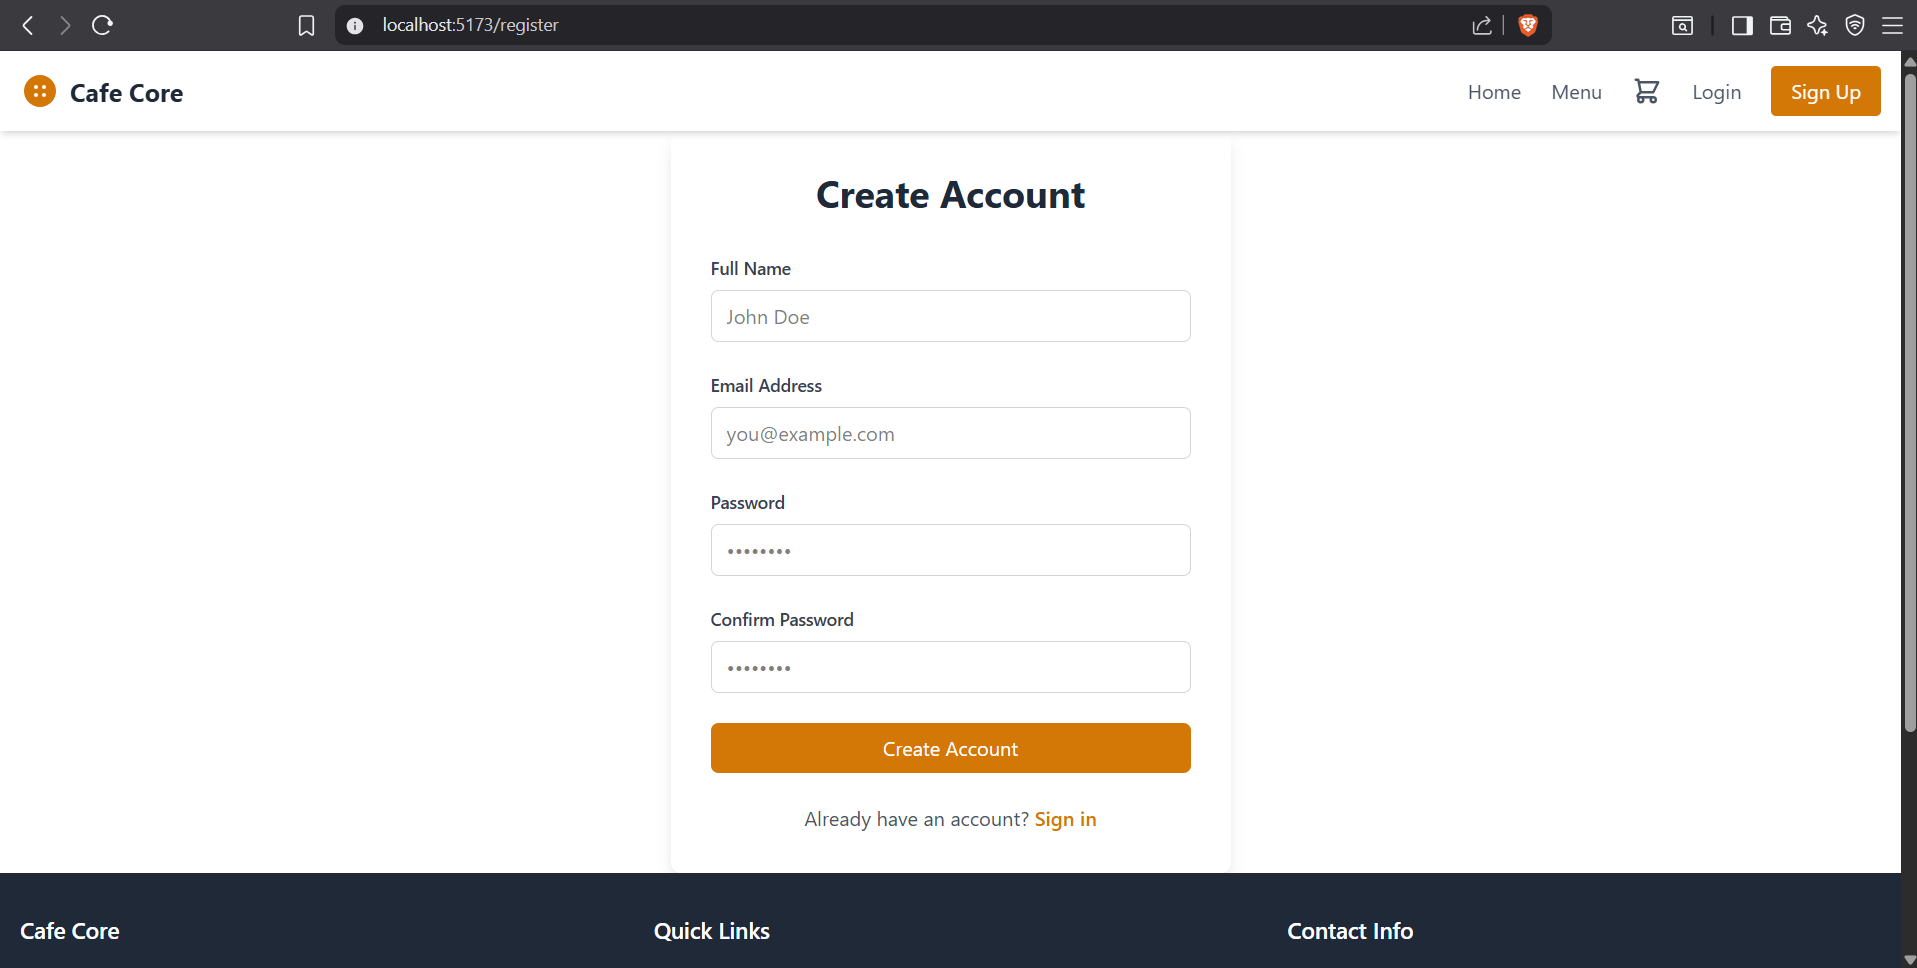 localhost:5173/register
Cafe Core
Home
Menu
Login
Sign Up
Create Account
Full Name
John Doe
Email Address
you@example.com
Password
••••••••
Confirm Password
••••••••
Create Account
Already have an account? Sign in
Cafe Core
Quick Links
Contact Info